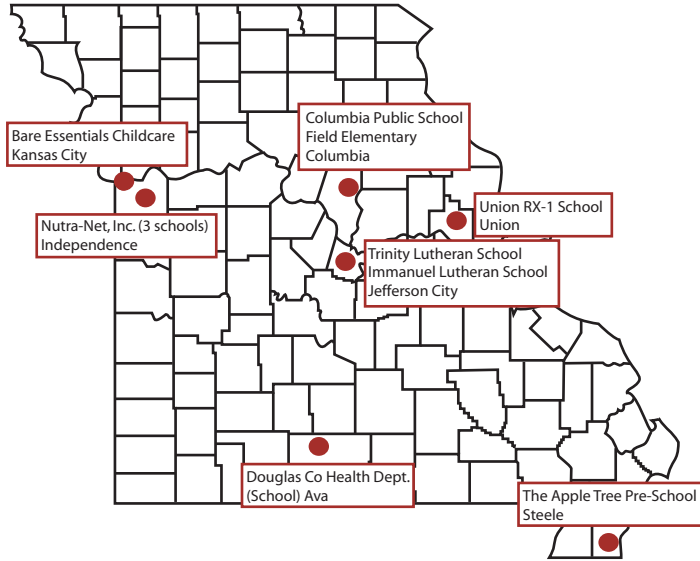 Columbia Public School
Field Elementary
Columbia
Bare Essentials Childcare
Kansas City
Union RX-1 School
Union
Nutra-Net, Inc. (3 schools)
Independence
Trinity Lutheran School
Immanuel Lutheran School
Jefferson City
Douglas Co Health Dept.
(School) Ava
The Apple Tree Pre-School
Steele